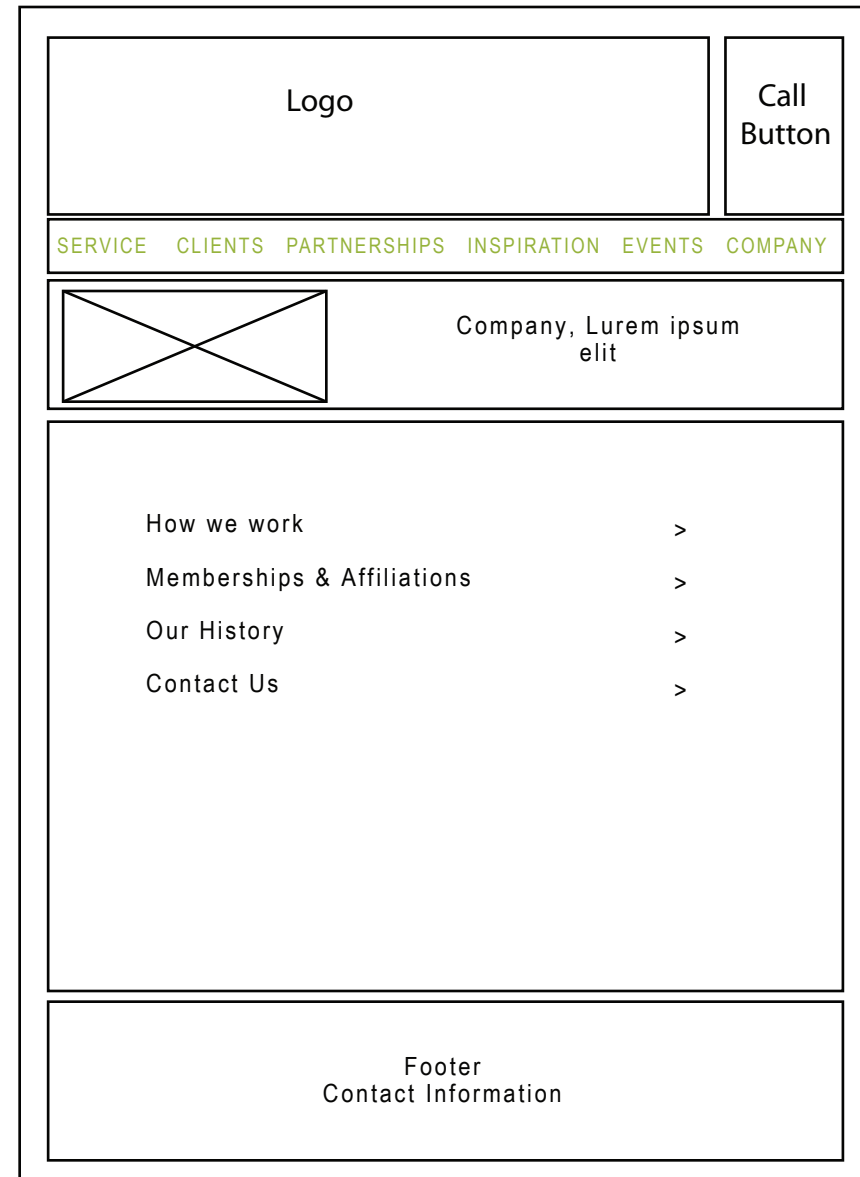 Logo
Call
Button
SERVICE CLIENTS PARTNERSHIPS INSPIRATION EVENTS COMPANY
Company, Lurem ipsum
elit
How we work >
Memberships & Affiliations >
Our History >
Contact Us >
Footer
Contact Information